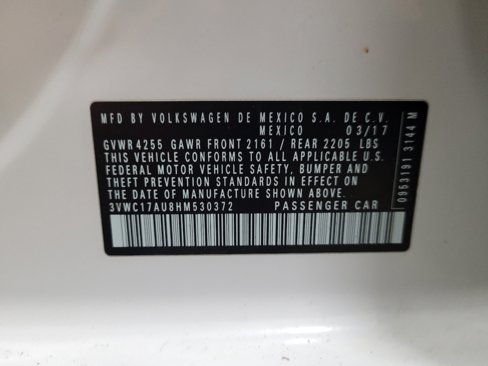 MFD BY VOLKSWAGEN DE MEXICO S.A. DE C.V.
MEXICO 03/17
GVWR 4255 GAWR FRONT 2161 / REAR 2205 LBS
THIS VEHICLE CONFORMS TO ALL APPLICABLE U.S.
FEDERAL MOTOR VEHICLE SAFETY, BUMPER AND
THEFT PREVENTION STANDARDS IN EFFECT ON
THE DATE OF MANUFACTURE SHOWN ABOVE.
3VWC17AU8HM530372 PASSENGER CAR
0953191 3144 M